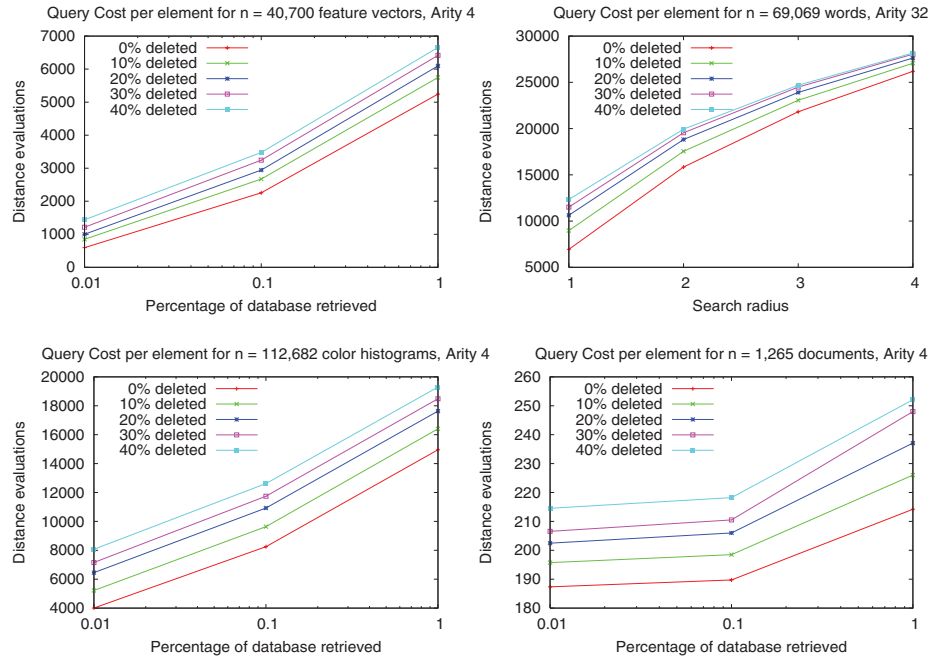 Query Cost per element for n = 40,700 feature vectors, Arity 4
Distance evaluations
7000
6000
5000
4000
3000
2000
1000
0
0% deleted
10% deleted
20% deleted
30% deleted
40% deleted
0.01
0.1
1
Percentage of database retrieved
Query Cost per element for n = 69,069 words, Arity 32
Distance evaluations
30000
25000
20000
15000
10000
5000
0% deleted
10% deleted
20% deleted
30% deleted
40% deleted
1
2
3
4
Search radius
Query Cost per element for n = 112,682 color histograms, Arity 4
Distance evaluations
20000
18000
16000
14000
12000
10000
8000
6000
4000
0% deleted
10% deleted
20% deleted
30% deleted
40% deleted
0.01
0.1
1
Percentage of database retrieved
Query Cost per element for n = 1,265 documents, Arity 4
Distance evaluations
260
250
240
230
220
210
200
190
180
0% deleted
10% deleted
20% deleted
30% deleted
40% deleted
0.01
0.1
1
Percentage of database retrieved